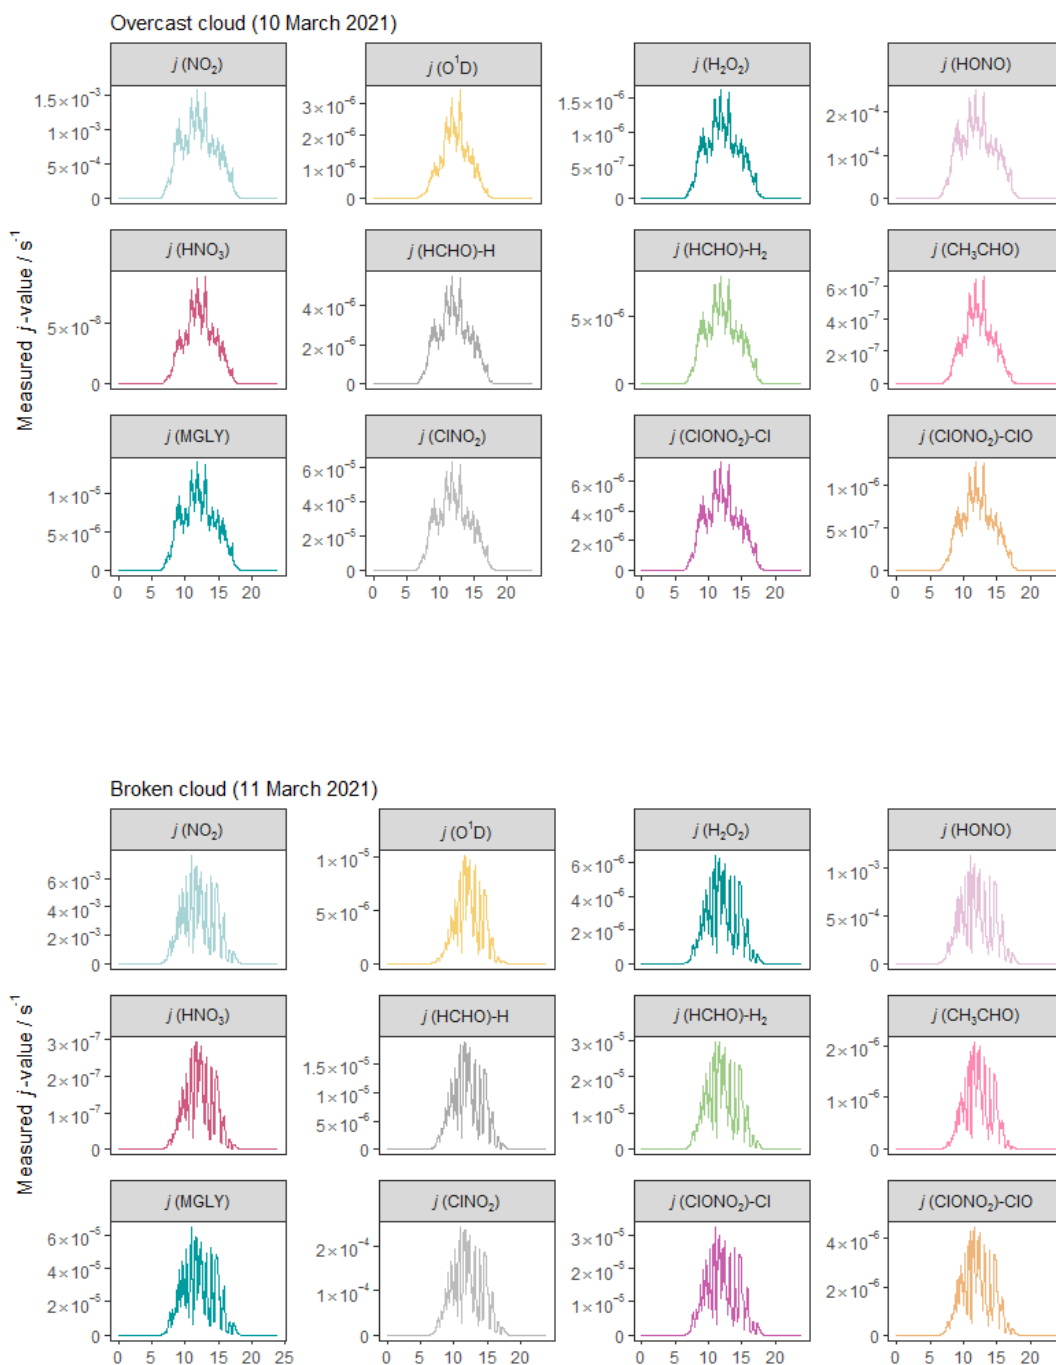 Overcast cloud (10 March 2021)
j (NO₂) j (O¹D) j (H₂O₂) j (HONO)
1.5×10⁻³ 1×10⁻³ 5×10⁻⁴ 0
3×10⁻⁶ 2×10⁻⁶ 1×10⁻⁶ 0
1.5×10⁻⁶ 1×10⁻⁶ 5×10⁻⁷ 0
2×10⁻⁴ 1×10⁻⁴ 0
Measured j-value / s⁻¹
j (HNO₃) j (HCHO)-H j (HCHO)-H₂ j (CH₃CHO)
5×10⁻⁸ 0
4×10⁻⁶ 2×10⁻⁶ 0
5×10⁻⁶ 0
6×10⁻⁷ 4×10⁻⁷ 2×10⁻⁷ 0
j (MGLY) j (ClNO₂) j (ClONO₂)-Cl j (ClONO₂)-ClO
1×10⁻⁵ 5×10⁻⁶ 0
6×10⁻⁵ 4×10⁻⁵ 2×10⁻⁵ 0
6×10⁻⁶ 4×10⁻⁶ 2×10⁻⁶ 0
1×10⁻⁶ 5×10⁻⁷ 0
0 5 10 15 20 0 5 10 15 20 0 5 10 15 20 0 5 10 15 20
Broken cloud (11 March 2021)
j (NO₂) j (O¹D) j (H₂O₂) j (HONO)
6×10⁻³ 4×10⁻³ 2×10⁻³ 0
1×10⁻⁵ 5×10⁻⁶ 0
6×10⁻⁶ 4×10⁻⁶ 2×10⁻⁶ 0
1×10⁻³ 5×10⁻⁴ 0
Measured j-value / s⁻¹
j (HNO₃) j (HCHO)-H j (HCHO)-H₂ j (CH₃CHO)
3×10⁻⁷ 2×10⁻⁷ 1×10⁻⁷ 0
1.5×10⁻⁵ 1×10⁻⁵ 5×10⁻⁶ 0
3×10⁻⁵ 2×10⁻⁵ 1×10⁻⁵ 0
2×10⁻⁶ 1×10⁻⁶ 0
j (MGLY) j (ClNO₂) j (ClONO₂)-Cl j (ClONO₂)-ClO
6×10⁻⁵ 4×10⁻⁵ 2×10⁻⁵ 0
2×10⁻⁴ 1×10⁻⁴ 0
3×10⁻⁵ 2×10⁻⁵ 1×10⁻⁵ 0
4×10⁻⁶ 2×10⁻⁶ 0
0 5 10 15 20 25 0 5 10 15 20 0 5 10 15 20 0 5 10 15 20